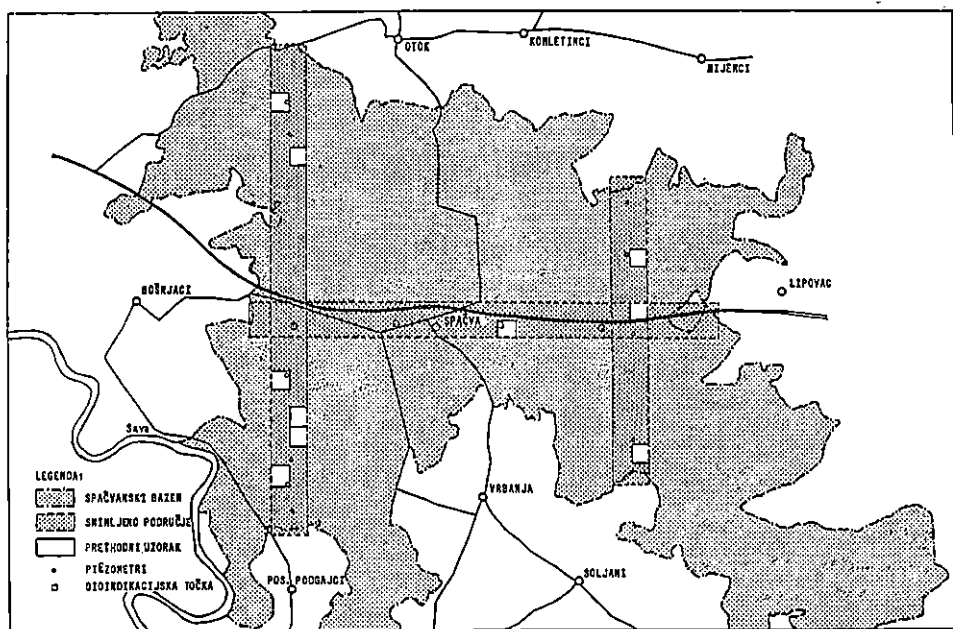 OTOK
KOMLETINCI
NIJEMCI
LIPOVAC
BOŠNJACI
SPAČVA
SAVA
VRBANJA
SOLJANI
POS. PODGAJCI
LEGENDA:
SPAČVANSKI BAZEN
SNIMLJENO PODRUČJE
PRETHODNI UZORAK
PIEZOMETRI
BIOINDIKACIJSKA TOČKA